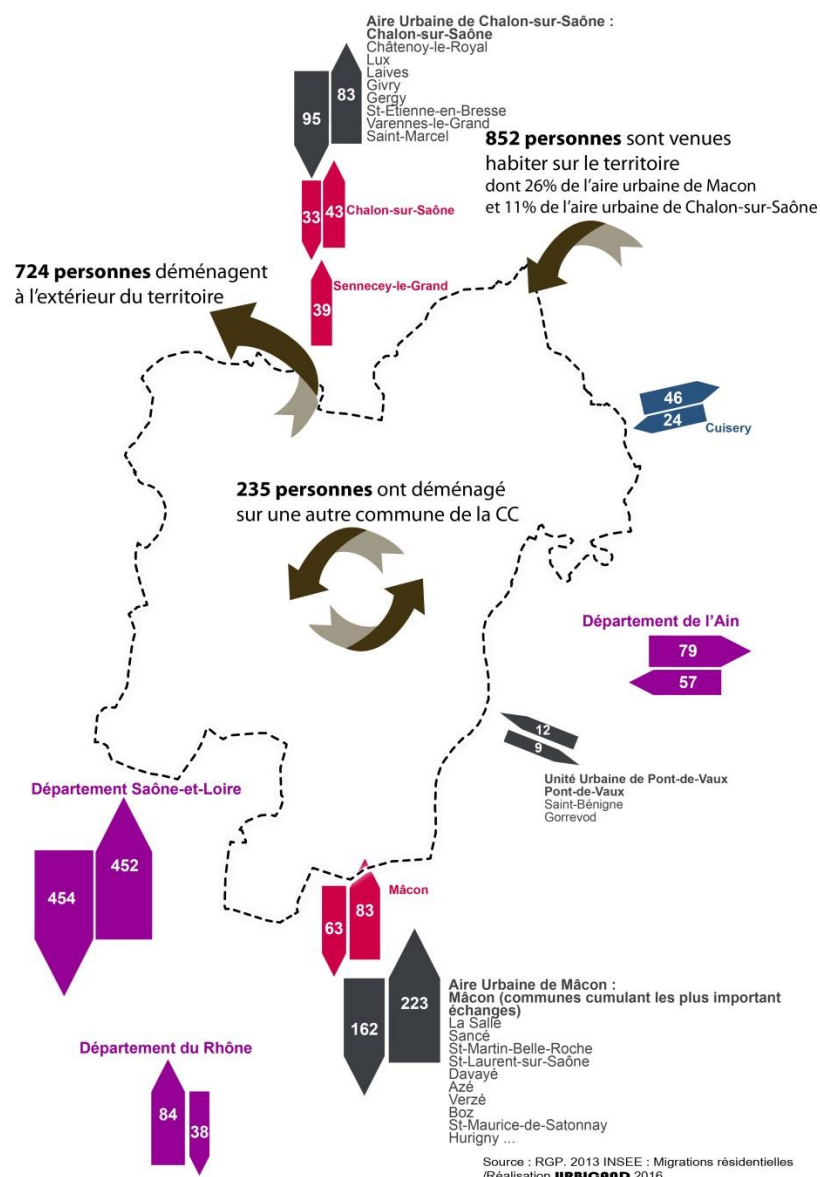 Aire Urbaine de Chalon-sur-Saône :
Chalon-sur-Saône
Châtenoy-le-Royal
Lux
Laives
Givry
Gergy
St-Etienne-en-Bresse
Varennes-le-Grand
Saint-Marcel
95
83
852 personnes sont venues
habiter sur le territoire
dont 26% de l'aire urbaine de Macon
et 11% de l'aire urbaine de Chalon-sur-Saône
33
43
Chalon-sur-Saône
724 personnes déménagent
à l'extérieur du territoire
Sennecey-le-Grand
39
46
24
Cuisery
235 personnes ont déménagé
sur une autre commune de la CC
Département de l'Ain
79
57
12
9
Unité Urbaine de Pont-de-Vaux
Pont-de-Vaux
Saint-Bénigne
Gorrevod
Département Saône-et-Loire
454
452
Mâcon
63
83
162
223
Aire Urbaine de Mâcon :
Mâcon (communes cumulant les plus important
échanges)
La Salle
Sancé
St-Martin-Belle-Roche
St-Laurent-sur-Saône
Davayé
Azé
Verzé
Boz
St-Maurice-de-Satonnay
Hurigny ...
Département du Rhône
84
38
Source : RGP. 2013 INSEE : Migrations résidentielles
/Réalisation URBICAND 2016